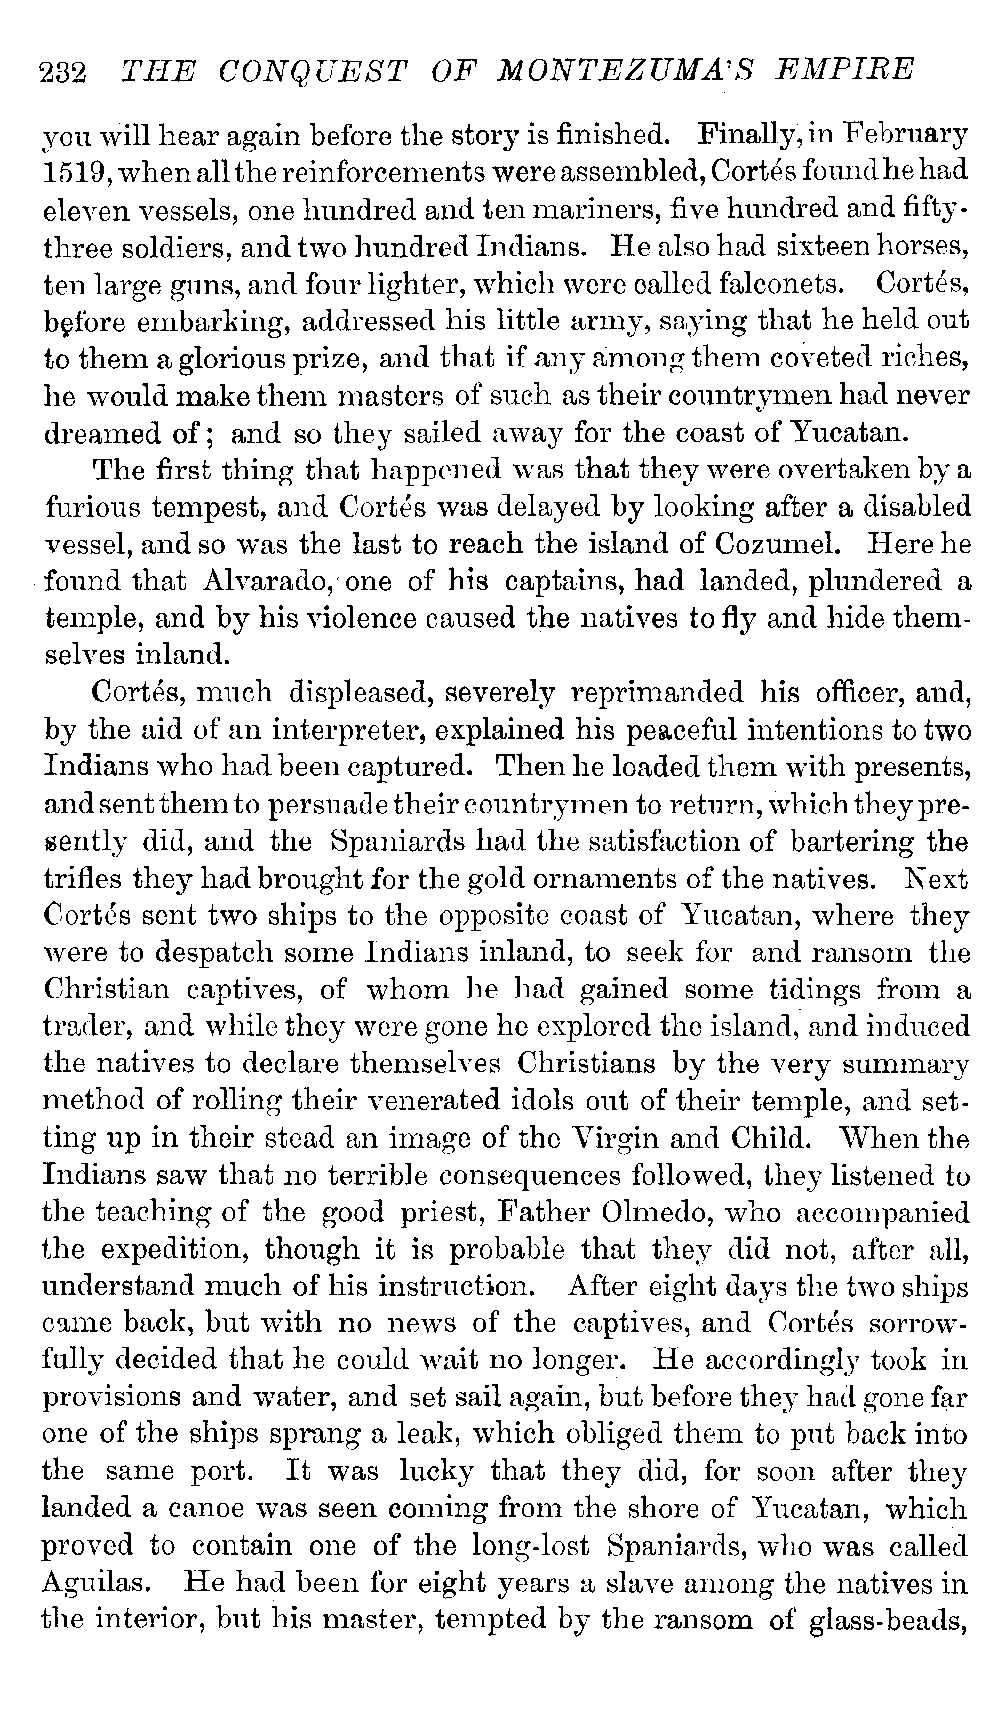 232 THE CONQUEST OF MONTEZUMA'S EMPIRE
you will hear again before the story is finished. Finally, in February
1519, when all the reinforcements were assembled, Cortés found he had
eleven vessels, one hundred and ten mariners, five hundred and fifty-
three soldiers, and two hundred Indians. He also had sixteen horses,
ten large guns, and four lighter, which were called falconets. Cortés,
before embarking, addressed his little army, saying that he held out
to them a glorious prize, and that if any among them coveted riches,
he would make them masters of such as their countrymen had never
dreamed of; and so they sailed away for the coast of Yucatan.
The first thing that happened was that they were overtaken by a
furious tempest, and Cortés was delayed by looking after a disabled
vessel, and so was the last to reach the island of Cozumel. Here he
found that Alvarado, one of his captains, had landed, plundered a
temple, and by his violence caused the natives to fly and hide them-
selves inland.
Cortés, much displeased, severely reprimanded his officer, and,
by the aid of an interpreter, explained his peaceful intentions to two
Indians who had been captured. Then he loaded them with presents,
and sent them to persuade their countrymen to return, which they pre-
sently did, and the Spaniards had the satisfaction of bartering the
trifles they had brought for the gold ornaments of the natives. Next
Cortés sent two ships to the opposite coast of Yucatan, where they
were to despatch some Indians inland, to seek for and ransom the
Christian captives, of whom he had gained some tidings from a
trader, and while they were gone he explored the island, and induced
the natives to declare themselves Christians by the very summary
method of rolling their venerated idols out of their temple, and set-
ting up in their stead an image of the Virgin and Child. When the
Indians saw that no terrible consequences followed, they listened to
the teaching of the good priest, Father Olmedo, who accompanied
the expedition, though it is probable that they did not, after all,
understand much of his instruction. After eight days the two ships
came back, but with no news of the captives, and Cortés sorrow-
fully decided that he could wait no longer. He accordingly took in
provisions and water, and set sail again, but before they had gone far
one of the ships sprang a leak, which obliged them to put back into
the same port. It was lucky that they did, for soon after they
landed a canoe was seen coming from the shore of Yucatan, which
proved to contain one of the long-lost Spaniards, who was called
Aguilas. He had been for eight years a slave among the natives in
the interior, but his master, tempted by the ransom of glass-beads,